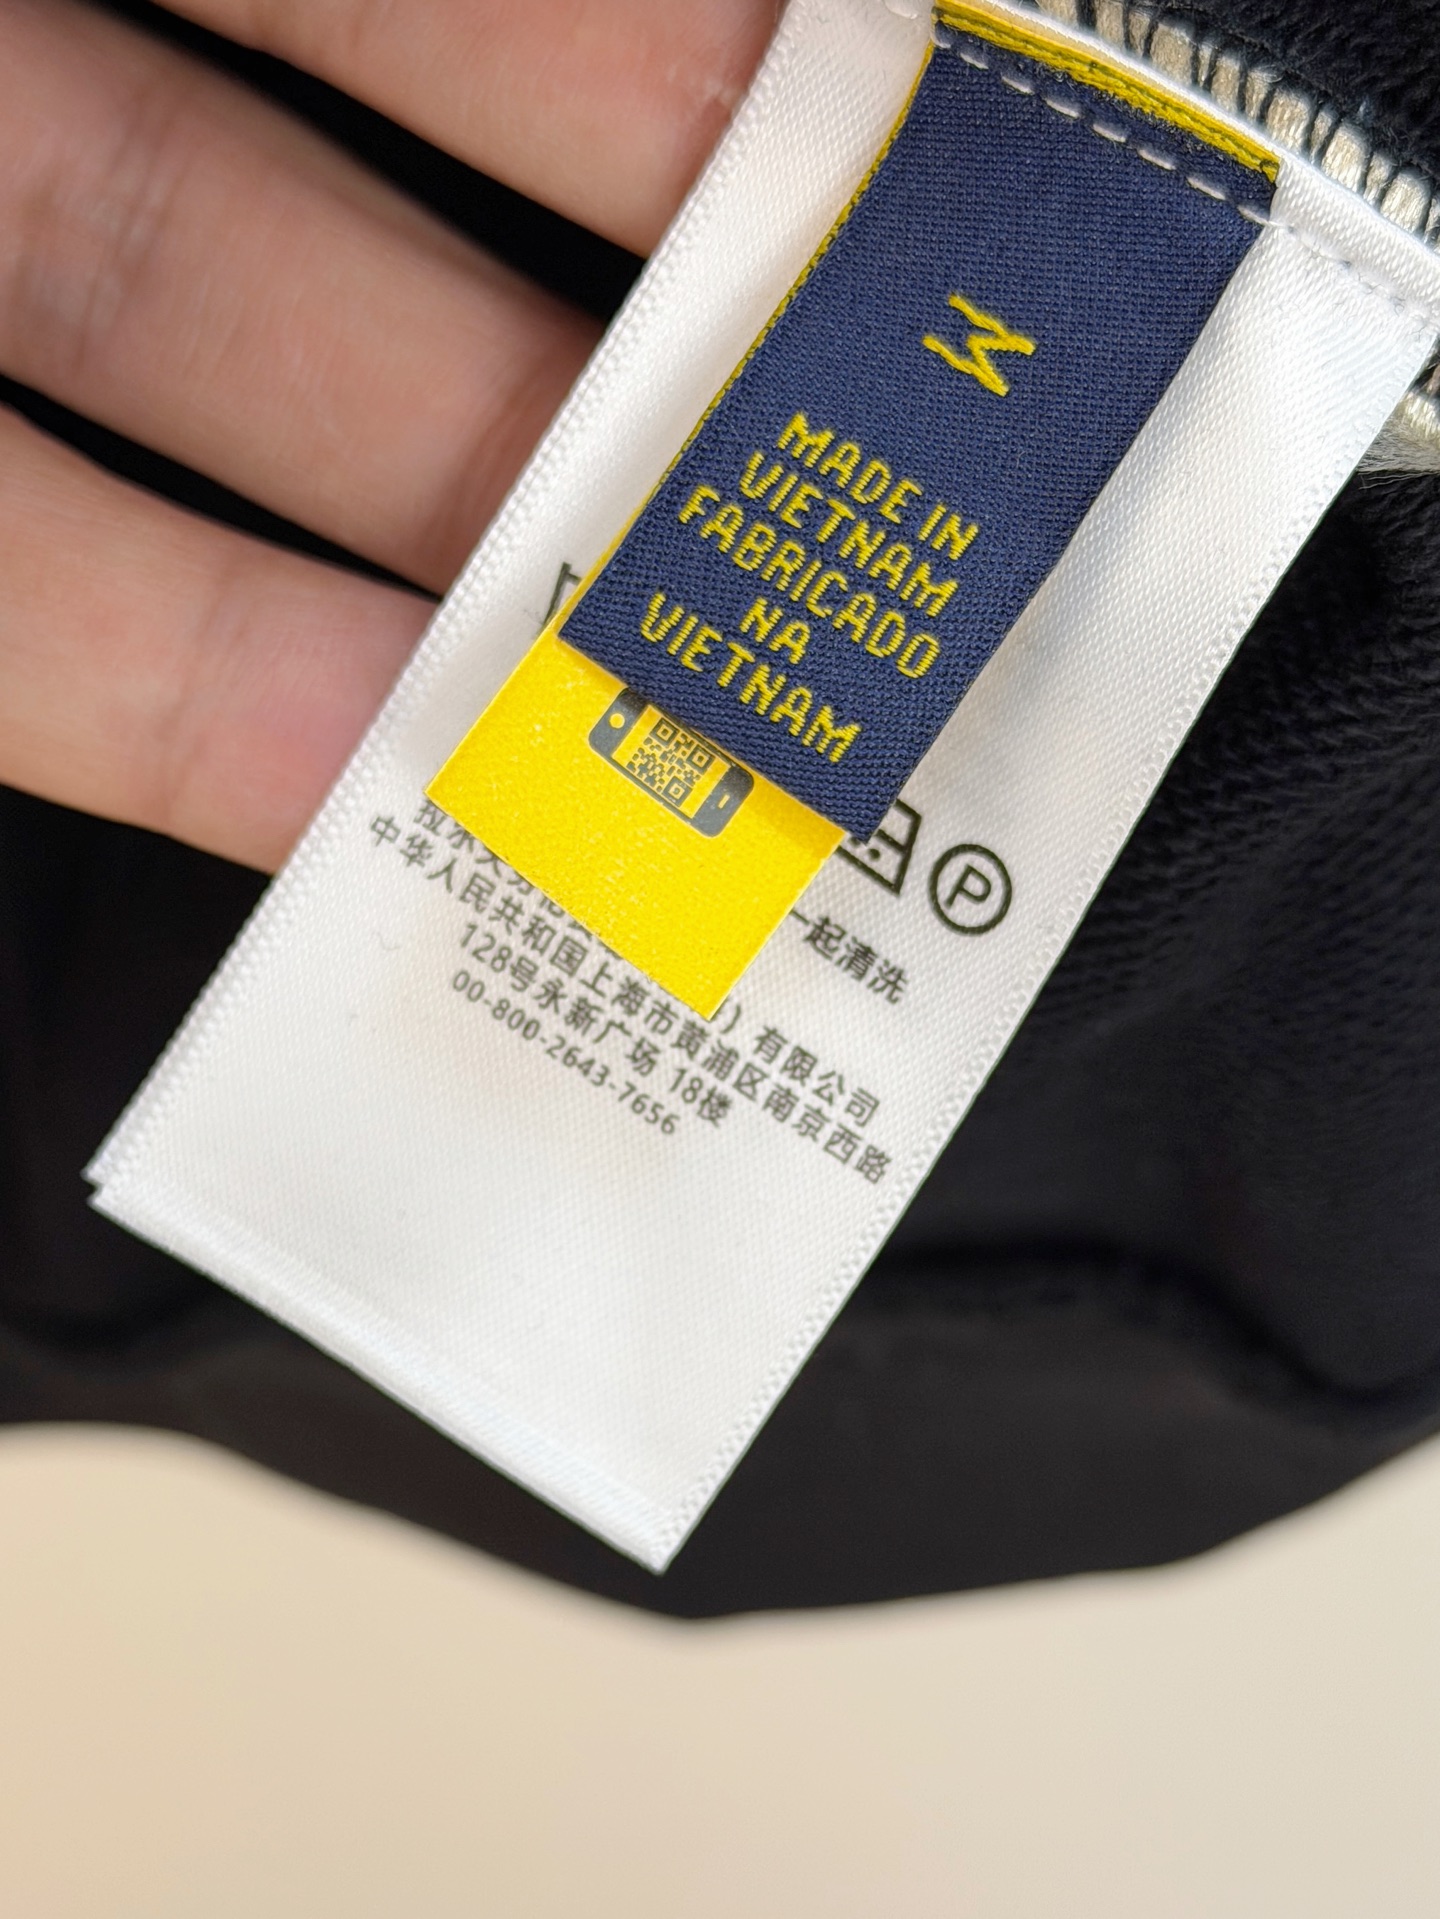 M
MADE IN
VIETNAM
FABRICADO
NA
VIETNAM
P
一起清洗
）有限公司
中华人民共和国上海市黄浦区南京西路
128号永新广场 18楼
00-800-2643-7656